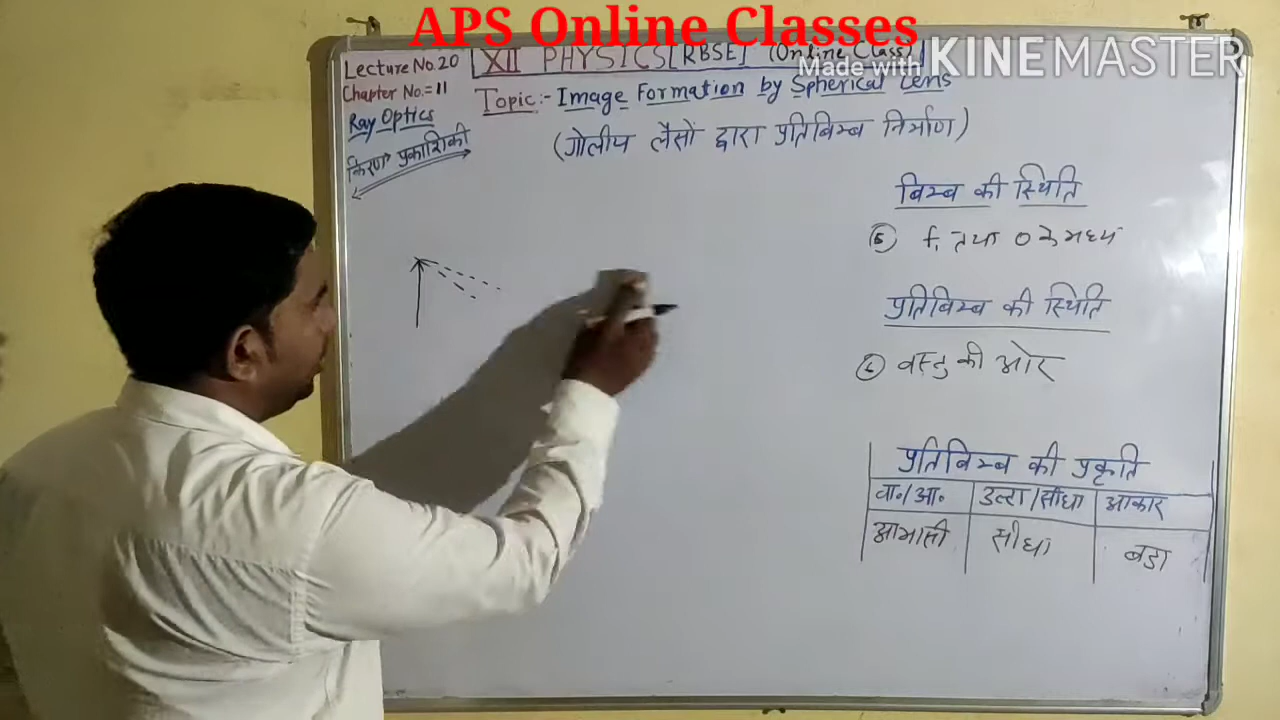 APS Online Classes
Made with KINEMASTER
Lecture No. 20
Chapter No.= 11
Ray Optics
किरण प्रकाशिकी
XII PHYSICS [RBSE] (Online Class)
Topic:- Image Formation by Spherical Lens
(गोलीय लैंसों द्वारा प्रतिबिम्ब निर्माण)
बिम्ब की स्थिति
f₁ तथा O के मध्य
प्रतिबिम्ब की स्थिति
वस्तु की ओर
प्रतिबिम्ब की प्रकृति
वा०/आ० उल्टा/सीधा आकार
आभासी सीधा बडा